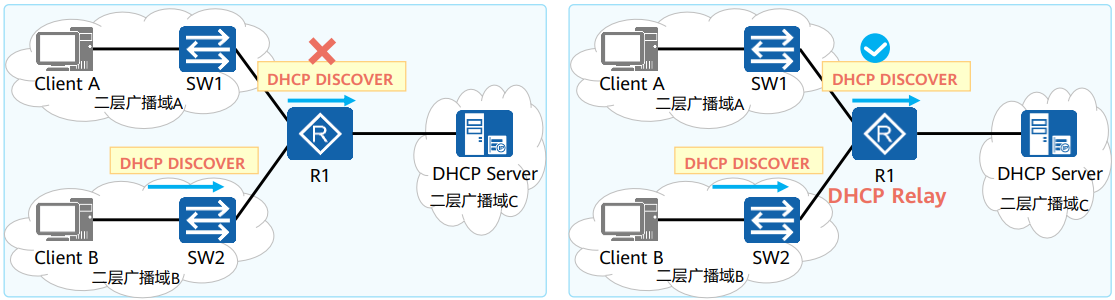 Client A
SW1
二层广播域A
DHCP DISCOVER
R
R1
DHCP DISCOVER
DHCP Server
二层广播域C
Client B
SW2
二层广播域B
Client A
SW1
二层广播域A
DHCP DISCOVER
R
R1
DHCP Relay
DHCP DISCOVER
DHCP Server
二层广播域C
Client B
SW2
二层广播域B